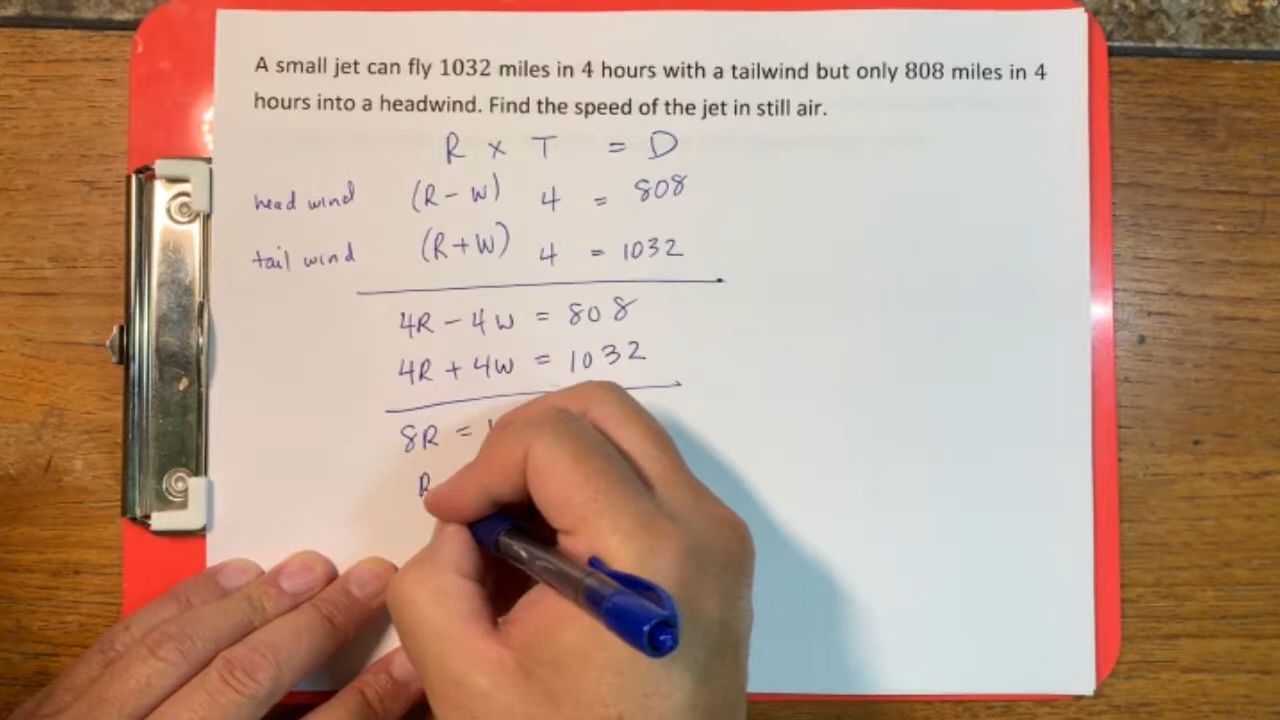 A small jet can fly 1032 miles in 4 hours with a tailwind but only 808 miles in 4
hours into a headwind. Find the speed of the jet in still air.
R x T = D
head wind (R - W) 4 = 808
tail wind (R + W) 4 = 1032
4R - 4W = 808
4R + 4W = 1032
8R =
R